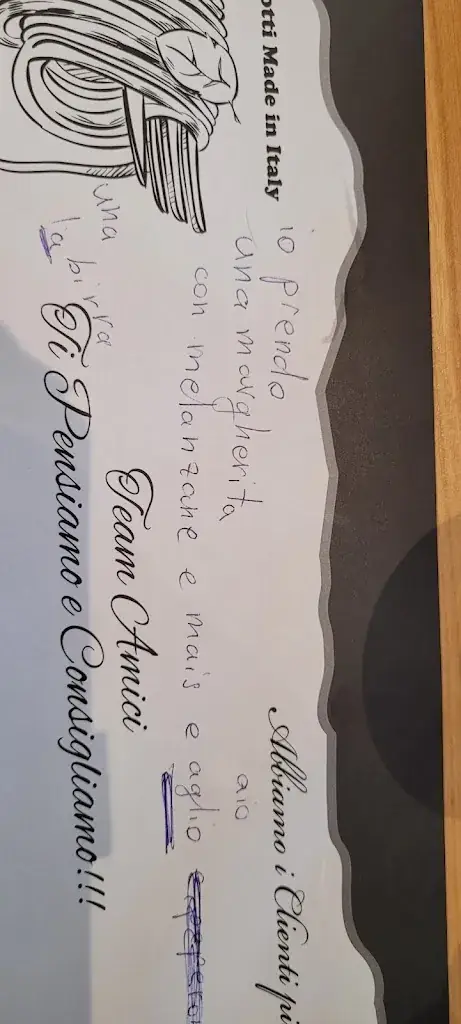 otti Made in Italy
Abbiamo i Clienti pi
io prendo
una margherita
aio
con melanzane e mais e aglio
Team Amici
una
la birra
Ti Pensiamo e Consigliamo!!!